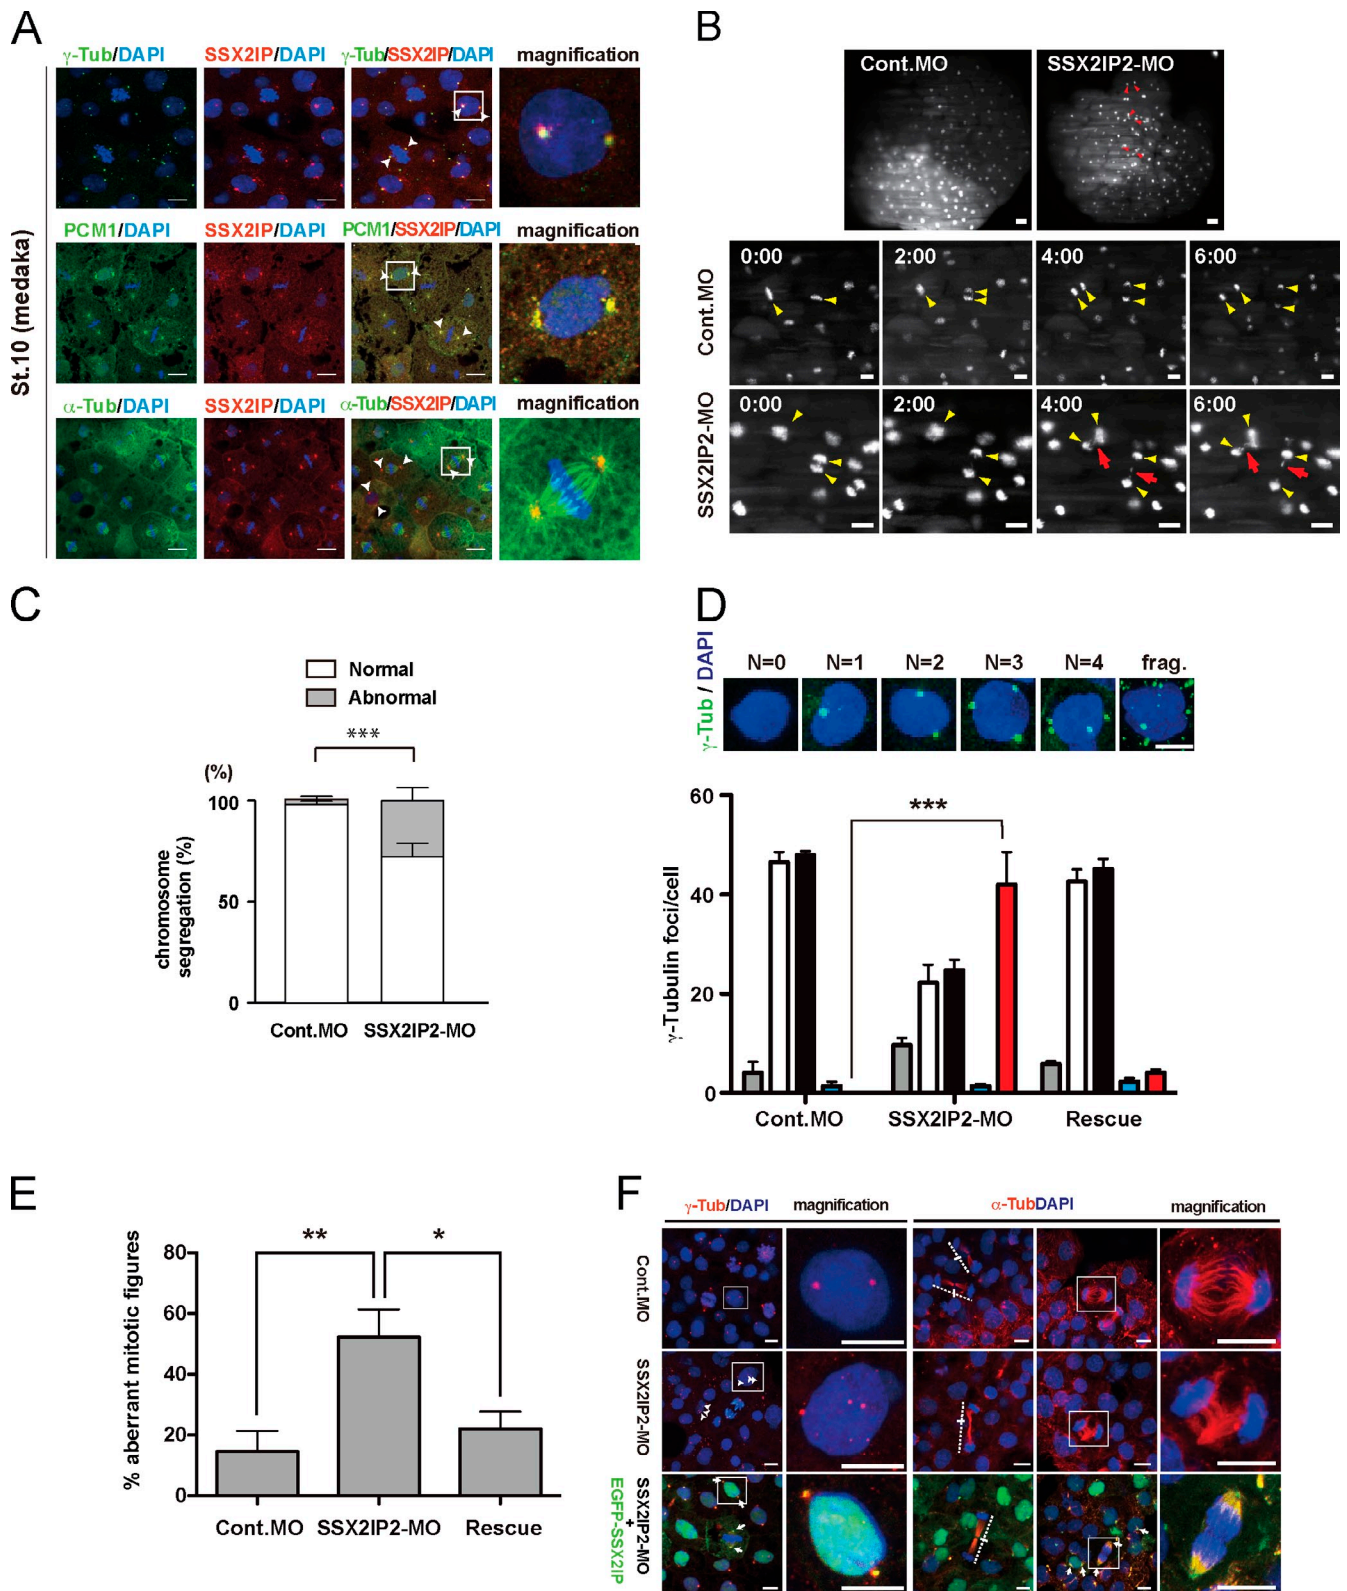 A
γ-Tub/DAPI
SSX2IP/DAPI
γ-Tub/SSX2IP/DAPI
magnification
PCM1/DAPI
SSX2IP/DAPI
PCM1/SSX2IP/DAPI
magnification
α-Tub/DAPI
SSX2IP/DAPI
α-Tub/SSX2IP/DAPI
magnification
St.10 (medaka)
B
Cont.MO
SSX2IP2-MO
Cont.MO
0:00
2:00
4:00
6:00
SSX2IP2-MO
0:00
2:00
4:00
6:00
C
Normal
Abnormal
***
(%)
100
50
0
chromosome
segregation (%)
Cont.MO
SSX2IP2-MO
D
γ-Tub / DAPI
N=0
N=1
N=2
N=3
N=4
frag.
***
60
40
20
0
γ-Tubulin foci/cell
Cont.MO
SSX2IP2-MO
Rescue
E
**
*
80
60
40
20
0
% aberrant mitotic figures
Cont.MO
SSX2IP2-MO
Rescue
F
γ-Tub/DAPI
magnification
α-TubDAPI
magnification
Cont.MO
SSX2IP2-MO
SSX2IP2-MO
+
EGFP-SSX2IP